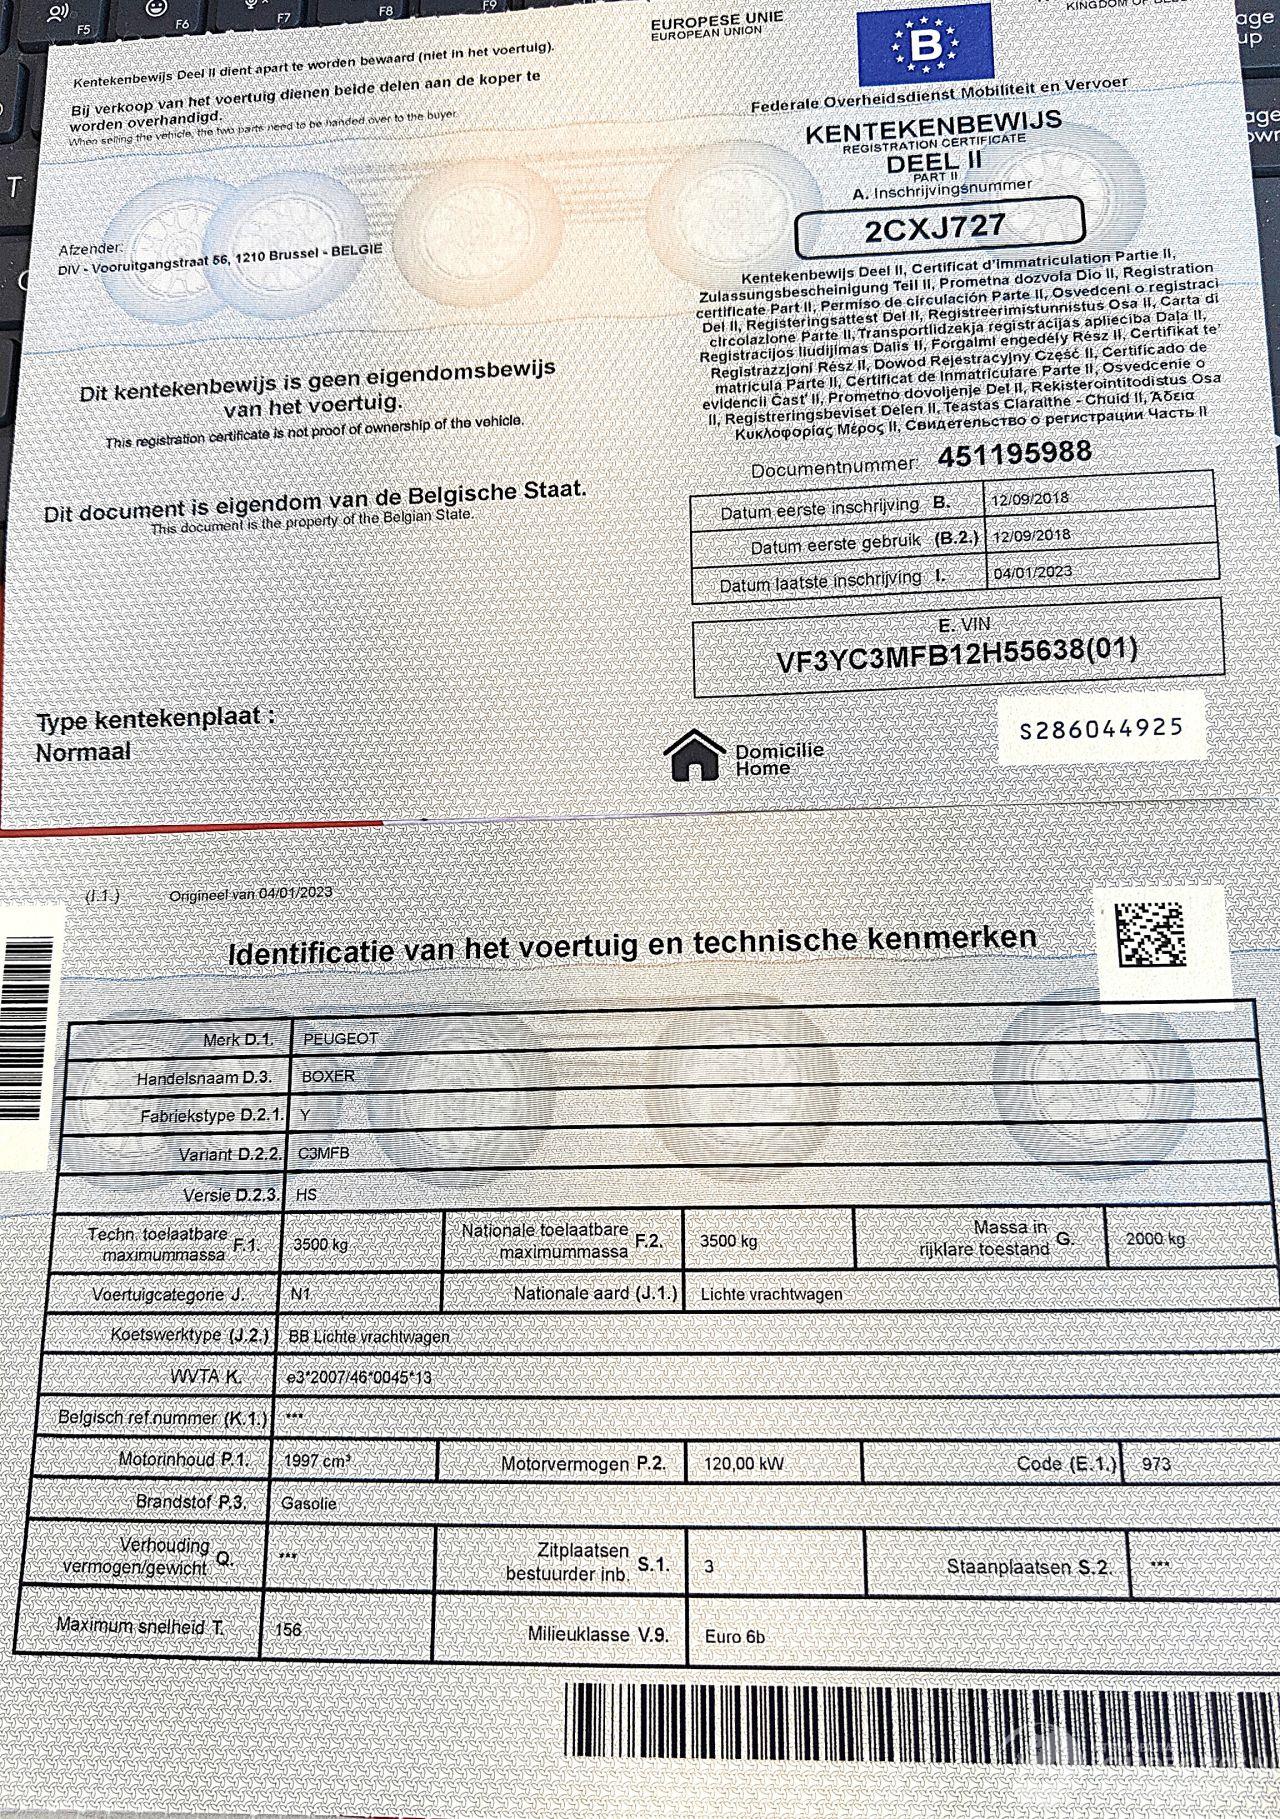 F5
F6
F7
F8
F9
T
Kentekenbewijs Deel II dient apart te worden bewaard (niet in het voertuig).
Bij verkoop van het voertuig dienen beide delen aan de koper te
worden overhandigd.
When selling the vehicle, the two parts need to be handed over to the buyer.
Afzender:
DIV - Vooruitgangstraat 56, 1210 Brussel - BELGIE
Dit kentekenbewijs is geen eigendomsbewijs
van het voertuig.
This registration certificate is not proof of ownership of the vehicle.
Dit document is eigendom van de Belgische Staat.
This document is the property of the Belgian State.
Type kentekenplaat :
Normaal
EUROPESE UNIE
EUROPEAN UNION
B
Federale Overheidsdienst Mobiliteit en Vervoer
KENTEKENBEWIJS
REGISTRATION CERTIFICATE
DEEL II
PART II
A. Inschrijvingsnummer
2CXJ727
Kentekenbewijs Deel II, Certificat d'Immatriculation Partie II,
Zulassungsbescheinigung Teil II, Prometna dozvola Dio II, Registration
certificate Part II, Permiso de circulación Parte II, Osvedceni o registraci
Del II, Registeringsattest Del II, Registreerimistunnistus Osa II, Carta di
circolazione Parte II, Transportlidzekja registracijas aplieciba Dala II,
Registracijos liudijimas Dalis II, Forgalmi engedély Rész II, Certifikat te'
Registrazzjoni Résż II, Dowod Rejestracyjny Część II, Certificado de
matricula Parte II, Certificat de Inmatriculare Parte II, Osvedcenie o
evidencii Cast' II, Prometno dovoljenje Del II, Rekisterointitodistus Osa
II, Registreringsbeviset Delen II, Teastas Claraithe - Chuid II, Άδεια
Κυκλοφορίας Μέρος II, Свидетельство о регистрации Часть II
Documentnummer: 451195988
Datum eerste inschrijving B. 12/09/2018
Datum eerste gebruik (B.2.) 12/09/2018
Datum laatste inschrijving I. 04/01/2023
E. VIN
VF3YC3MFB12H55638(01)
Domicilie
Home
S286044925
(I.1.) Origineel van 04/01/2023
Identificatie van het voertuig en technische kenmerken
Merk D.1. PEUGEOT
Handelsnaam D.3. BOXER
Fabriekstype D.2.1. Y
Variant D.2.2. C3MFB
Versie D.2.3. HS
Techn. toelaatbare
maximummassa F.1. 3500 kg
Nationale toelaatbare
maximummassa F.2. 3500 kg
Massa in
rijklare toestand G. 2000 kg
Voertuigcategorie J. N1 Nationale aard (J.1.) Lichte vrachtwagen
Koetswerktype (J.2.) BB Lichte vrachtwagen
WVTA K. e3*2007/46*0045*13
Belgisch ref.nummer (K.1.) ***
Motorinhoud P.1. 1997 cm³ Motorvermogen P.2. 120,00 kW Code (E.1.) 973
Brandstof P.3. Gasolie
Verhouding
vermogen/gewicht Q. ***
Zitplaatsen
bestuurder inb. S.1. 3
Staanplaatsen S.2. ***
Maximum snelheid T. 156 Milieuklasse V.9. Euro 6b